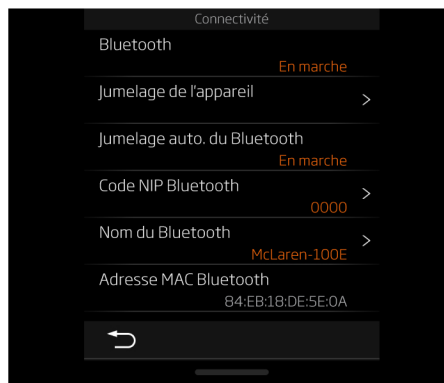 Connectivité
Bluetooth
En marche
Jumelage de l'appareil
>
Jumelage auto. du Bluetooth
En marche
Code NIP Bluetooth
>
0000
Nom du Bluetooth
>
McLaren-100E
Adresse MAC Bluetooth
84:EB:18:DE:5E:0A